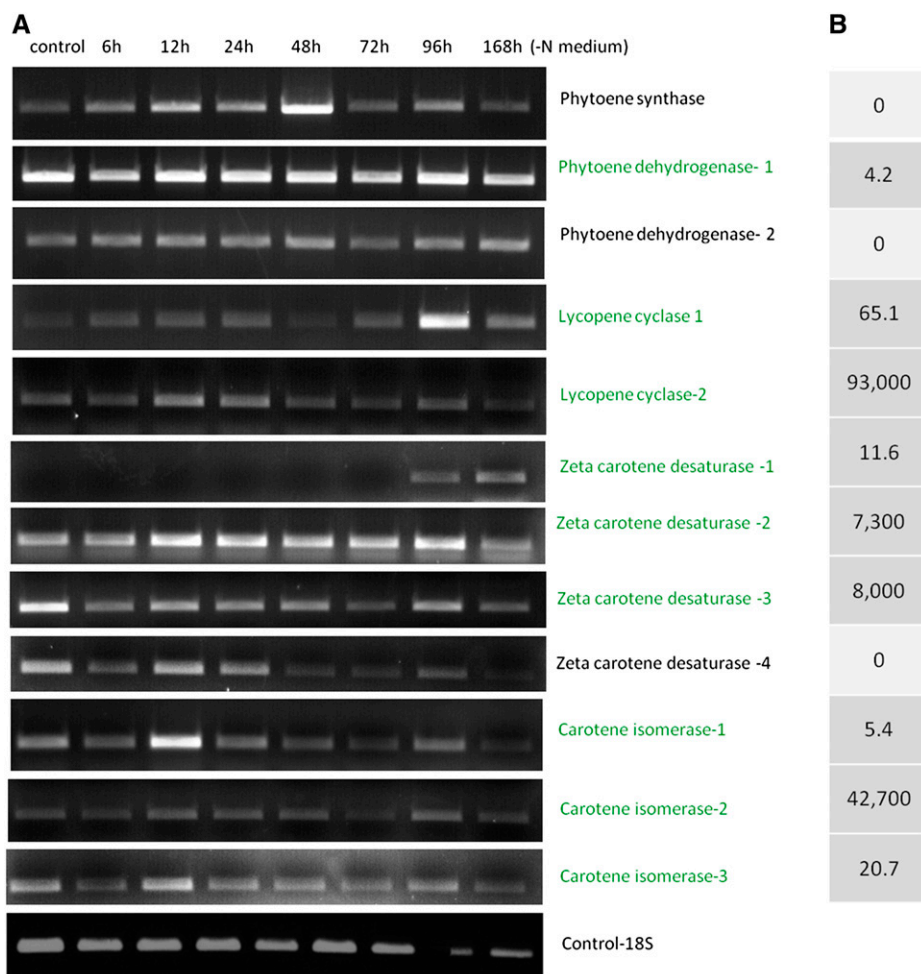 A
B
control 6h 12h 24h 48h 72h 96h 168h (-N medium)
Phytoene synthase
0
Phytoene dehydrogenase- 1
4.2
Phytoene dehydrogenase- 2
0
Lycopene cyclase 1
65.1
Lycopene cyclase-2
93,000
Zeta carotene desaturase -1
11.6
Zeta carotene desaturase -2
7,300
Zeta carotene desaturase -3
8,000
Zeta carotene desaturase -4
0
Carotene isomerase-1
5.4
Carotene isomerase-2
42,700
Carotene isomerase-3
20.7
Control-18S